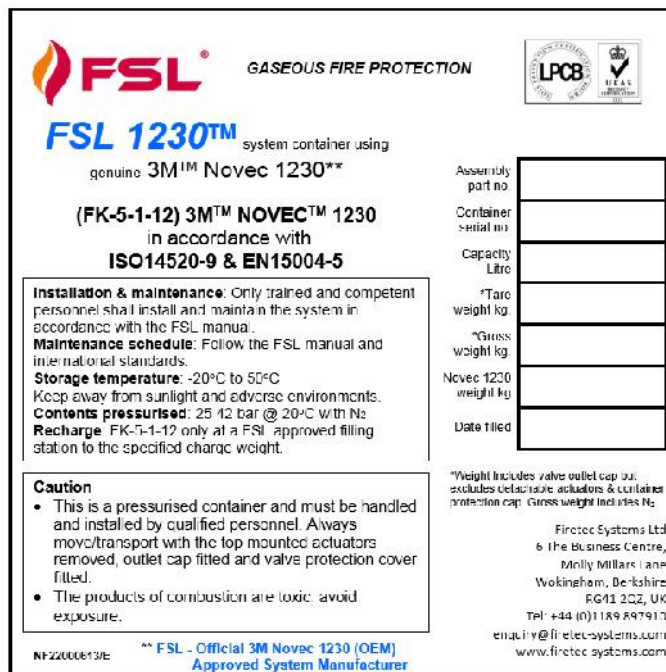 FSL®
GASEOUS FIRE PROTECTION
LPCB
UKAS
FSL 1230™ system container using
genuine 3M™ Novec 1230**
(FK-5-1-12) 3M™ NOVEC™ 1230
in accordance with
ISO14520-9 & EN15004-5
Installation & maintenance: Only trained and competent
personnel shall install and maintain the system in
accordance with the FSL manual.
Maintenance schedule: Follow the FSL manual and
international standards.
Storage temperature: -20°C to 50°C
Keep away from sunlight and adverse environments.
Contents pressurised: 25 42 bar @ 20°C with N₂
Recharge FK-5-1-12 only at a FSL approved filling
station to the specified charge weight.
Caution
• This is a pressurised container and must be handled
and installed by qualified personnel. Always
move/transport with the top mounted actuators
removed, outlet cap fitted and valve protection cover
fitted.
• The products of combustion are toxic, avoid
exposure.
NF22000613/E
** FSL - Official 3M Novec 1230 (OEM)
Approved System Manufacturer
Assembly
part no.
Container
serial no.
Capacity
Litre
*Tare
weight kg.
*Gross
weight kg.
Novec 1230
weight kg
Date filled
*Weight Includes valve outlet cap but
excludes detachable actuators & container
protection cap. Gross weight includes N₂
Firetec Systems Ltd
6 The Business Centre,
Molly Millars Lane
Wokingham, Berkshire
RG41 2QZ, UK
Tel: +44 (0)1189 897910
enquiry@firetec-systems.com
www.firetec-systems.com